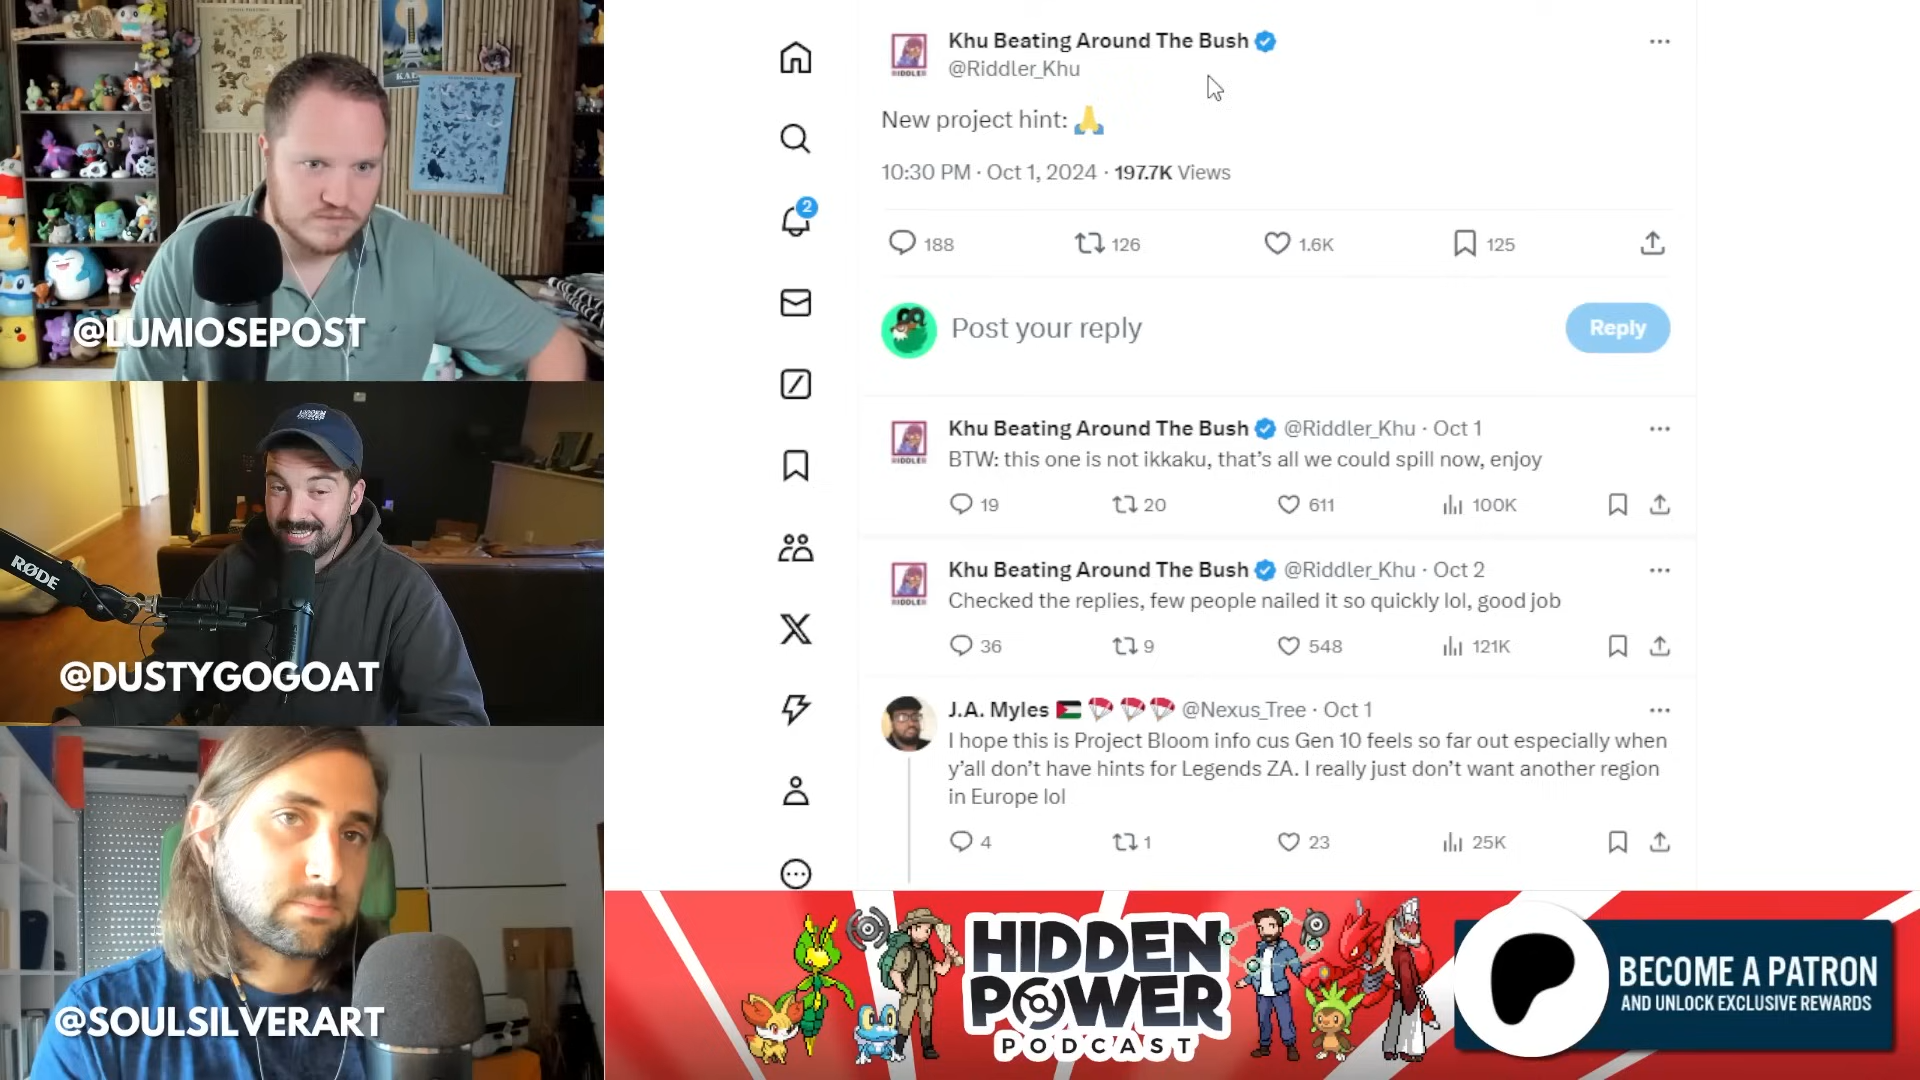 @LUMIOSEPOST
RØDE
@DUSTYGOGOAT
@SOULSILVERART
2
RIDDLER
Khu Beating Around The Bush
@Riddler_Khu
New project hint: 🙏
10:30 PM · Oct 1, 2024 · 197.7K Views
188 126 1.6K 125
Post your reply
Reply
RIDDLER
Khu Beating Around The Bush @Riddler_Khu · Oct 1
BTW: this one is not ikkaku, that's all we could spill now, enjoy
19 20 611 100K
RIDDLER
Khu Beating Around The Bush @Riddler_Khu · Oct 2
Checked the replies, few people nailed it so quickly lol, good job
36 9 548 121K
J.A. Myles 🇵🇸 🪂 🪂 🪂 @Nexus_Tree · Oct 1
I hope this is Project Bloom info cus Gen 10 feels so far out especially when
y'all don't have hints for Legends ZA. I really just don't want another region
in Europe lol
4 1 23 25K
HIDDEN
POWER
PODCAST
BECOME A PATRON
AND UNLOCK EXCLUSIVE REWARDS